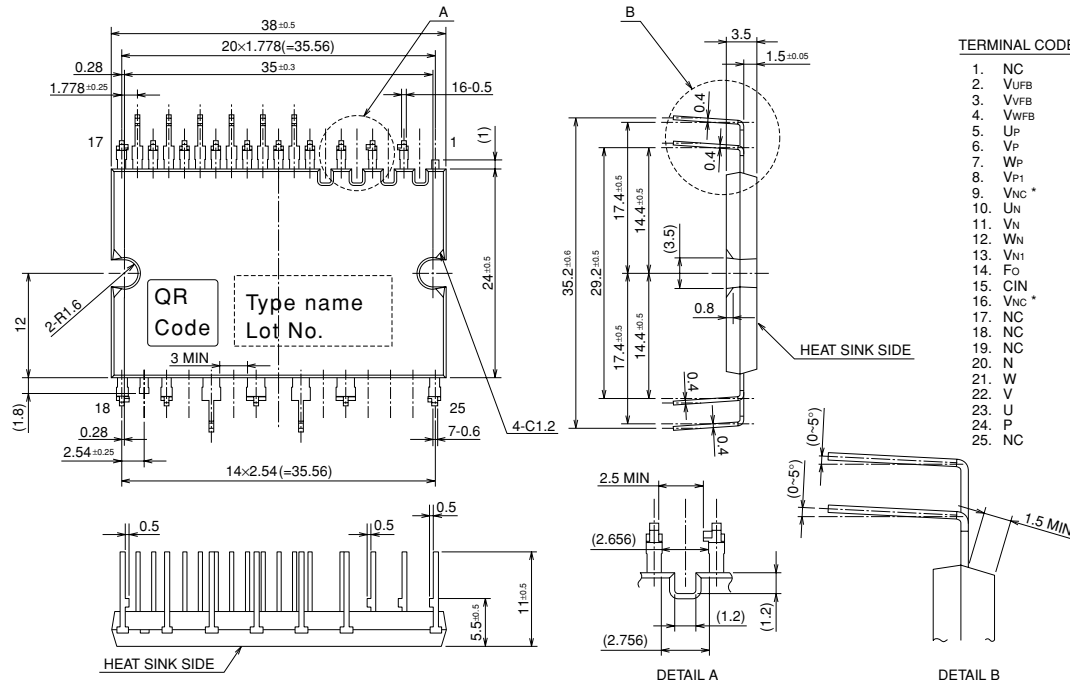 A
38±0.5
20×1.778(=35.56)
0.28
35±0.3
1.778±0.25
16-0.5
17
1
(1)
QR
Code
Type name
Lot No.
2-R1.6
12
24±0.5
3 MIN
(1.8)
18
25
0.28
2.54±0.25
7-0.6
4-C1.2
14×2.54(=35.56)
B
3.5
1.5±0.05
0.4
0.4
35.2±0.6
29.2±0.5
17.4±0.5
14.4±0.5
(3.5)
0.8
17.4±0.5
14.4±0.5
HEAT SINK SIDE
0.4
0.4
TERMINAL CODE
1. NC
2. VUFB
3. VVFB
4. VWFB
5. UP
6. VP
7. WP
8. VP1
9. VNC *
10. UN
11. VN
12. WN
13. VN1
14. FO
15. CIN
16. VNC *
17. NC
18. NC
19. NC
20. N
21. W
22. V
23. U
24. P
25. NC
0.5
0.5
0.5
11±0.5
5.5±0.5
HEAT SINK SIDE
2.5 MIN
(2.656)
(1.2)
(1.2)
(2.756)
DETAIL A
(0~5°)
(0~5°)
1.5 MIN
DETAIL B